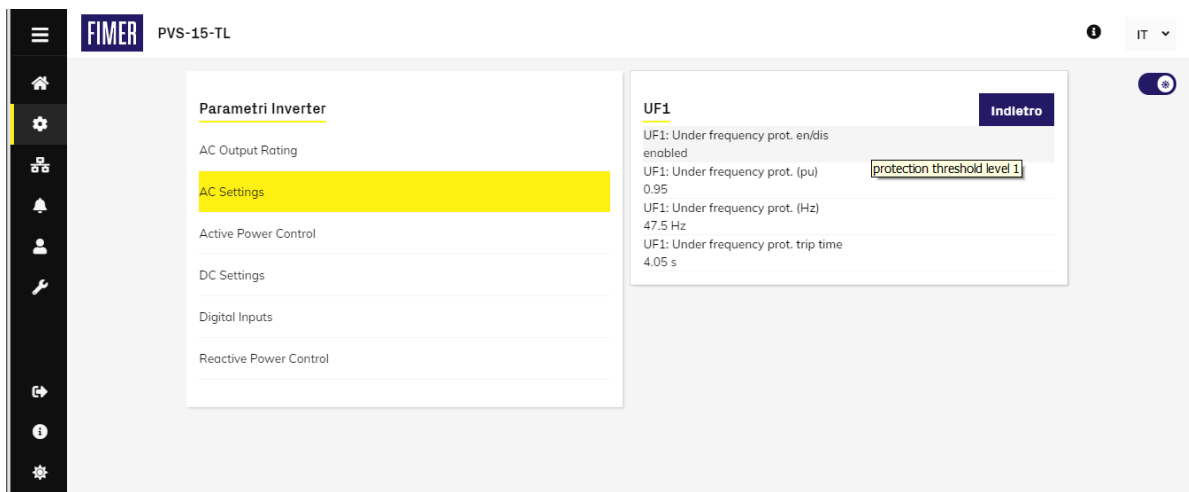 FIMER PVS-15-TL
IT
Parametri Inverter
AC Output Rating
AC Settings
Active Power Control
DC Settings
Digital Inputs
Reactive Power Control
UF1
Indietro
UF1: Under frequency prot. en/dis
enabled
protection threshold level 1
UF1: Under frequency prot. (pu)
0.95
UF1: Under frequency prot. (Hz)
47.5 Hz
UF1: Under frequency prot. trip time
4.05 s